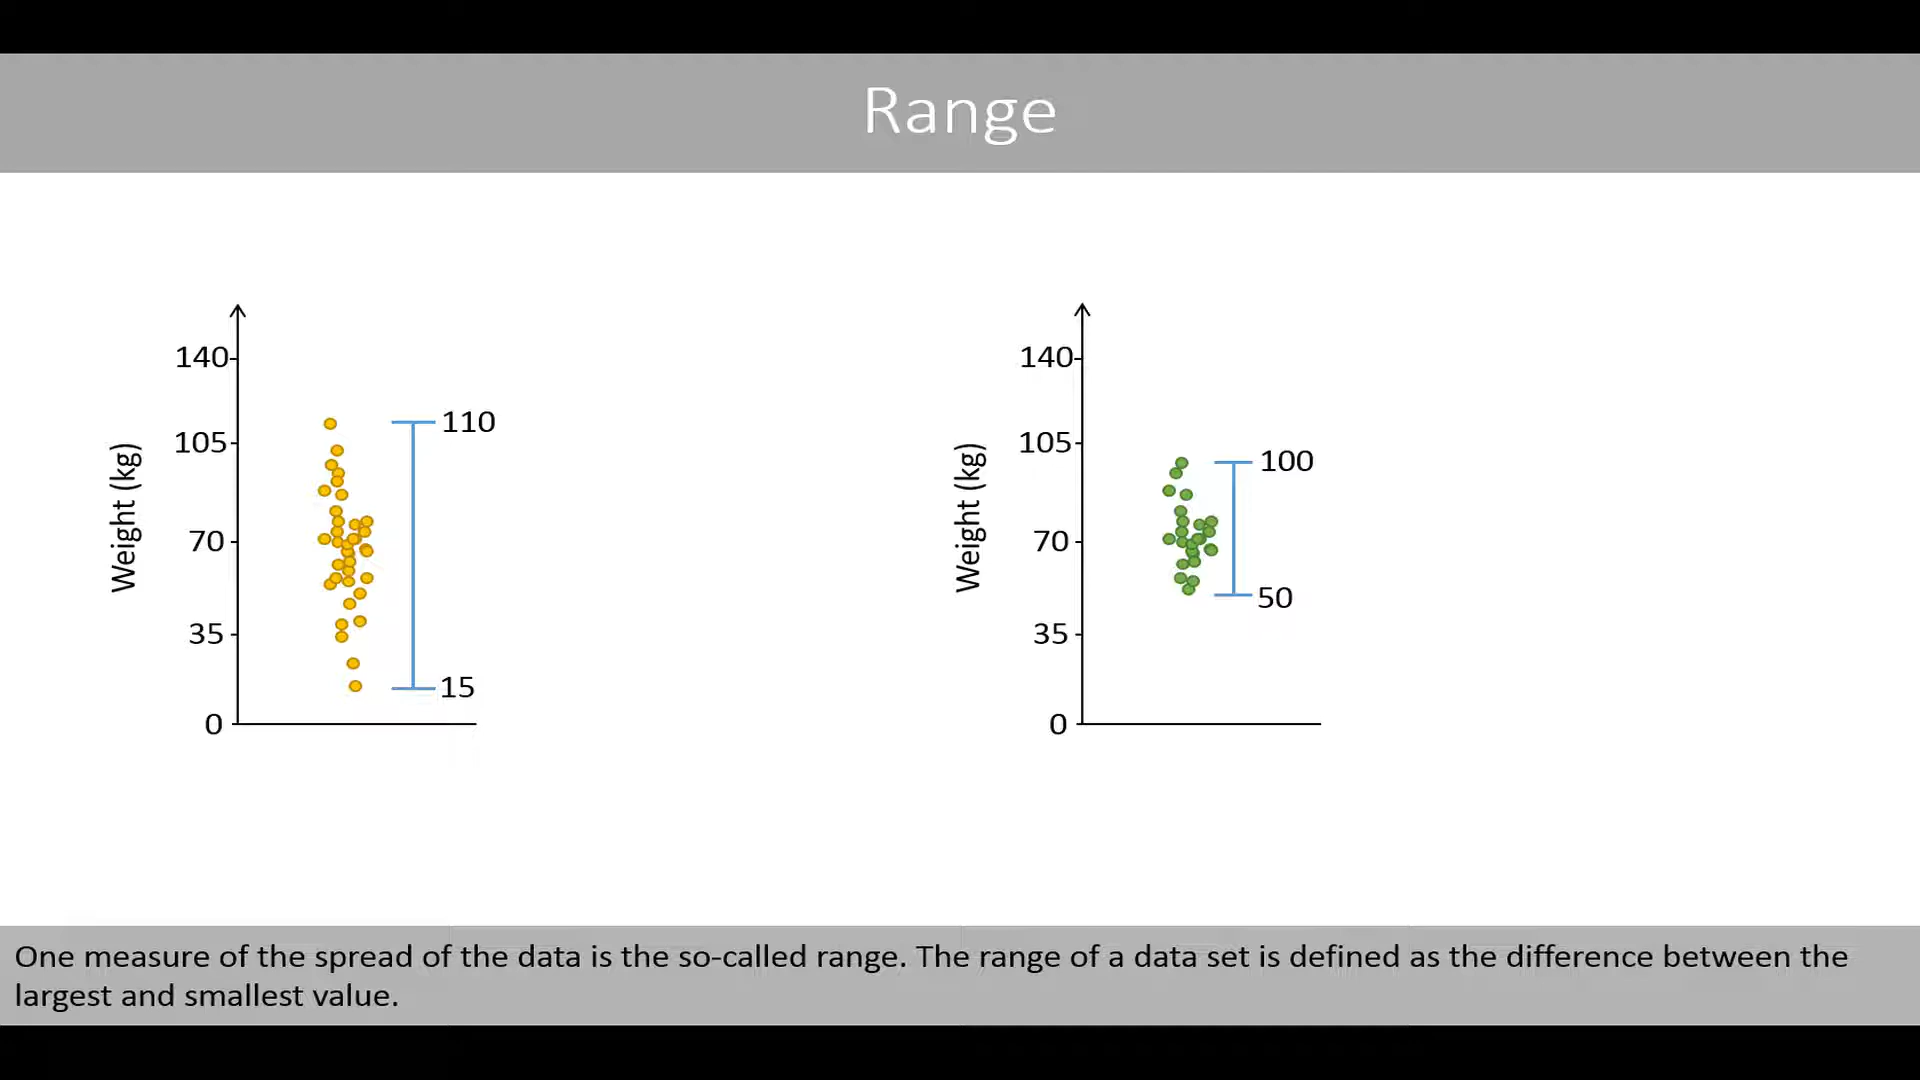 Range
140
105
70
35
0
Weight (kg)
110
15
140
105
70
35
0
Weight (kg)
100
50
One measure of the spread of the data is the so-called range. The range of a data set is defined as the difference between the
largest and smallest value.